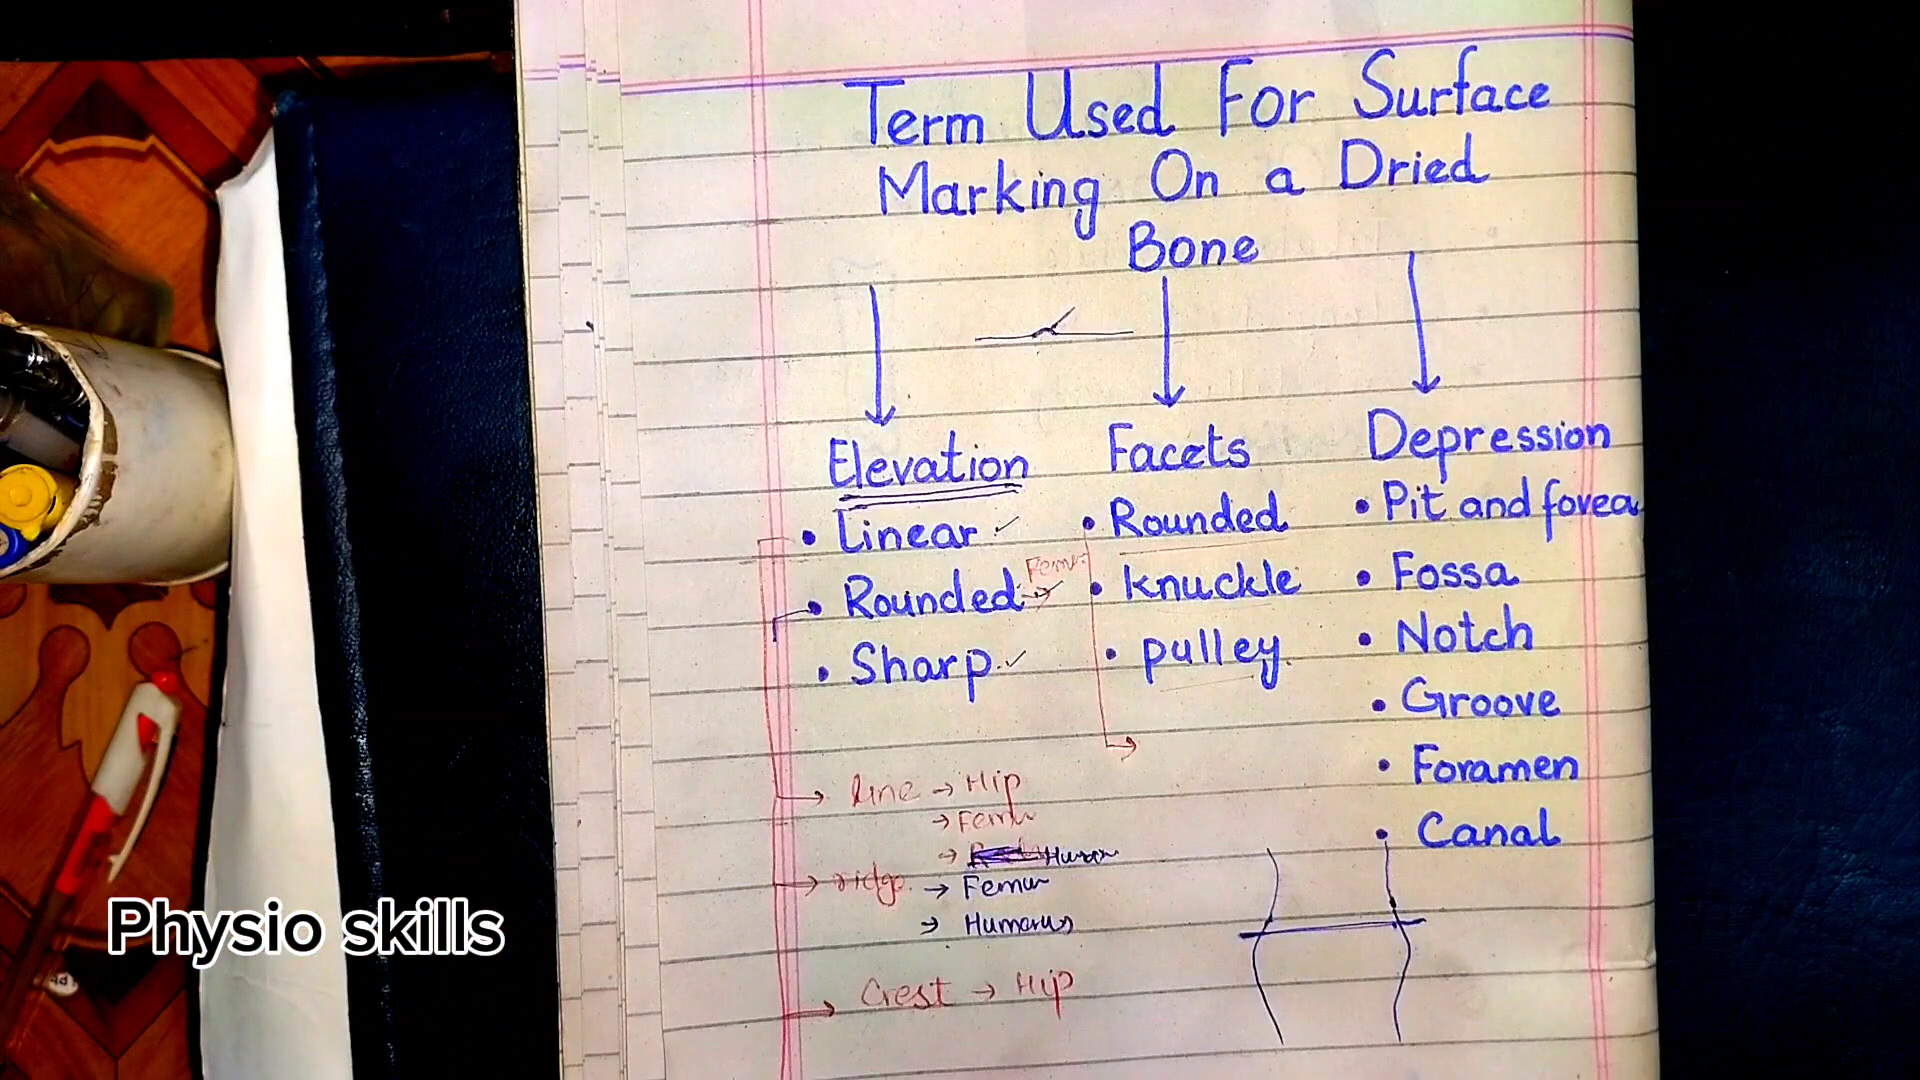 Term Used For Surface
Marking On a Dried
Bone
Elevation
• Linear ✓
• Rounded →
• Sharp ✓
Facets
• Rounded
• knuckle
• pulley
Depression
• Pit and fovea
• Fossa
• Notch
• Groove
• Foramen
• Canal
→ line → Hip
→ Femur
→ ridge → Femur
→ Humerus
→ Crest → Hip
Physio skills